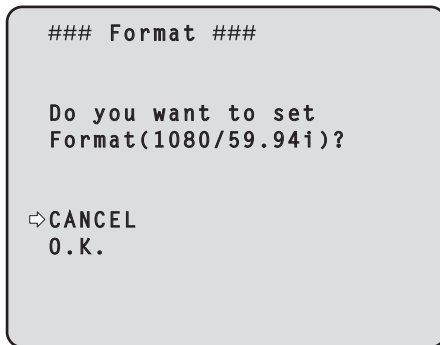 ### Format ###
Do you want to set
Format(1080/59.94i)?
⇨CANCEL
O.K.